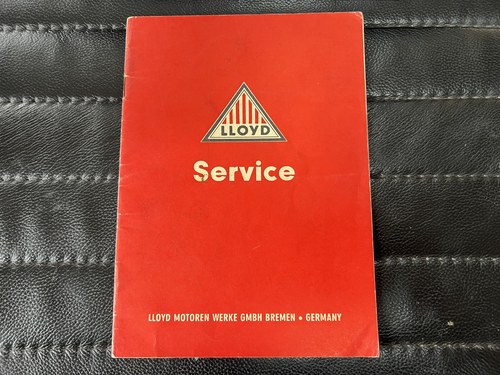 LLOYD
Service
LLOYD MOTOREN WERKE GMBH BREMEN • GERMANY